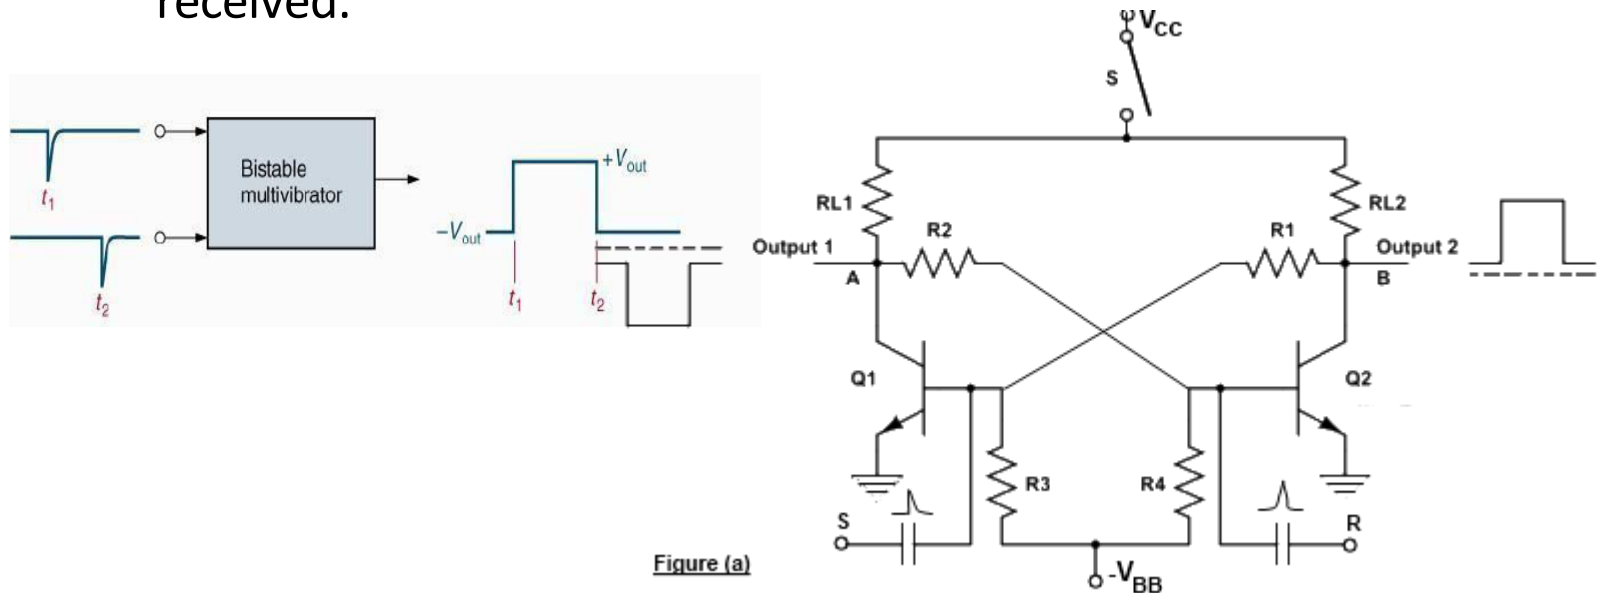 received.
Bistable
multivibrator
t1
t2
+Vout
−Vout
t1
t2
VCC
S
RL1
RL2
R2
R1
Output 1
Output 2
A
B
Q1
Q2
R3
R4
S
R
-VBB
Figure (a)